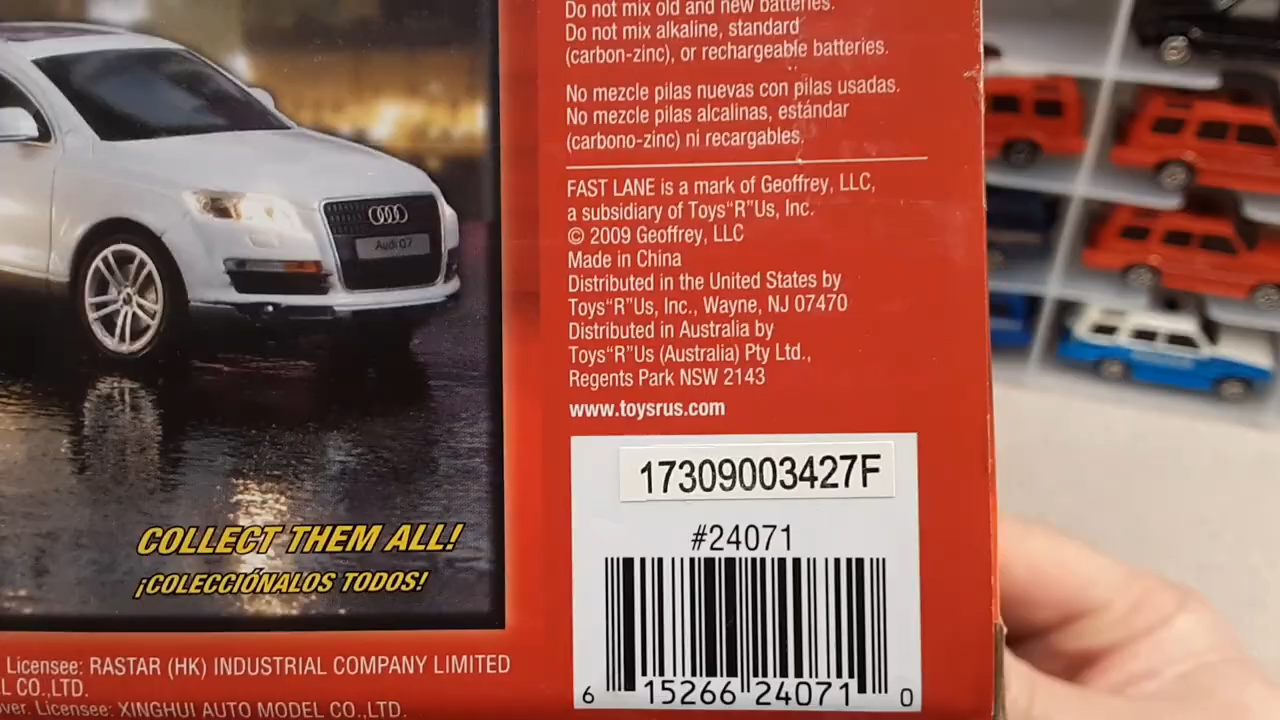 Do not mix old and new batteries.
Do not mix alkaline, standard
(carbon-zinc), or rechargeable batteries.
No mezcle pilas nuevas con pilas usadas.
No mezcle pilas alcalinas, estándar
(carbono-zinc) ni recargables.
FAST LANE is a mark of Geoffrey, LLC,
a subsidiary of Toys“R”Us, Inc.
© 2009 Geoffrey, LLC
Made in China
Distributed in the United States by
Toys“R”Us, Inc., Wayne, NJ 07470
Distributed in Australia by
Toys“R”Us (Australia) Pty Ltd.,
Regents Park NSW 2143
www.toysrus.com
17309003427F
#24071
6 15266 24071 0
Audi Q7
COLLECT THEM ALL!
¡COLECCIÓNALOS TODOS!
Licensee: RASTAR (HK) INDUSTRIAL COMPANY LIMITED
CO.,LTD.
Licensee: XINGHUI AUTO MODEL CO.,LTD.